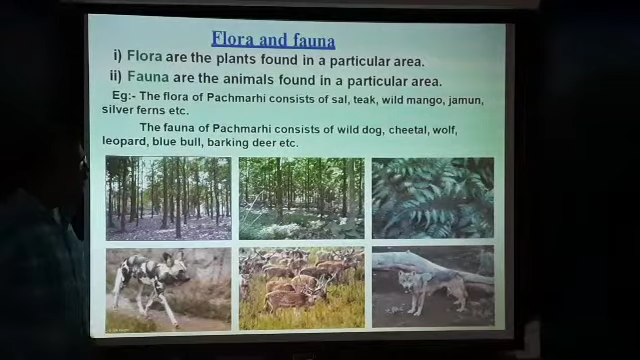 Flora and fauna
i) Flora are the plants found in a particular area.
ii) Fauna are the animals found in a particular area.
Eg:- The flora of Pachmarhi consists of sal, teak, wild mango, jamun,
silver ferns etc.
The fauna of Pachmarhi consists of wild dog, cheetal, wolf,
leopard, blue bull, barking deer etc.